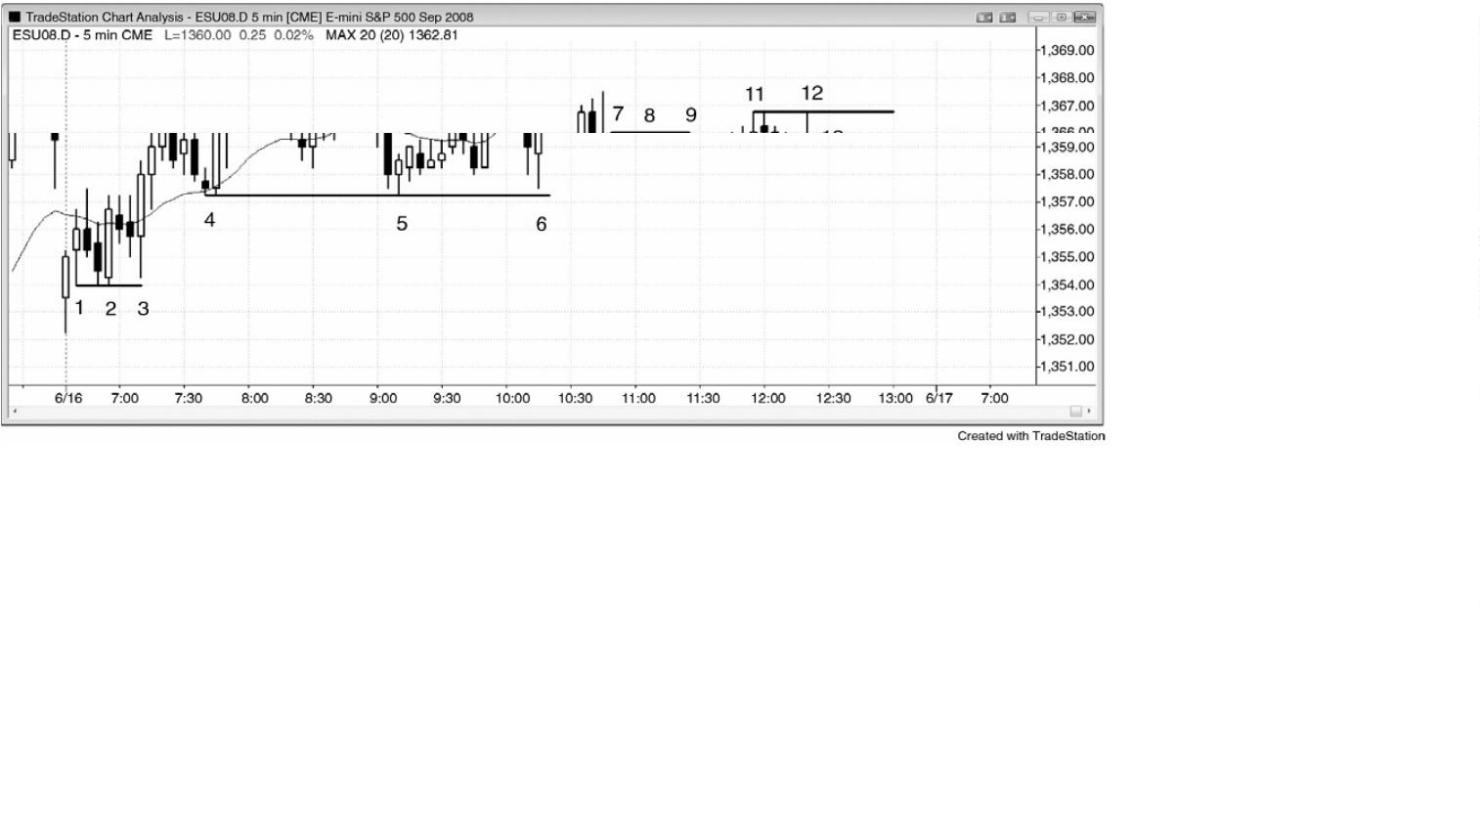 TradeStation Chart Analysis - ESU08.D 5 min [CME] E-mini S&P 500 Sep 2008
ESU08.D - 5 min CME L=1360.00 0.25 0.02% MAX 20 (20) 1362.81
1,369.00
1,368.00
11 12
1,367.00
7 8 9
1,366.00
1,359.00
1,358.00
1,357.00
4 5 6
1,356.00
1,355.00
1,354.00
1 2 3
1,353.00
1,352.00
1,351.00
6/16 7:00 7:30 8:00 8:30 9:00 9:30 10:00 10:30 11:00 11:30 12:00 12:30 13:00 6/17 7:00
Created with TradeStation